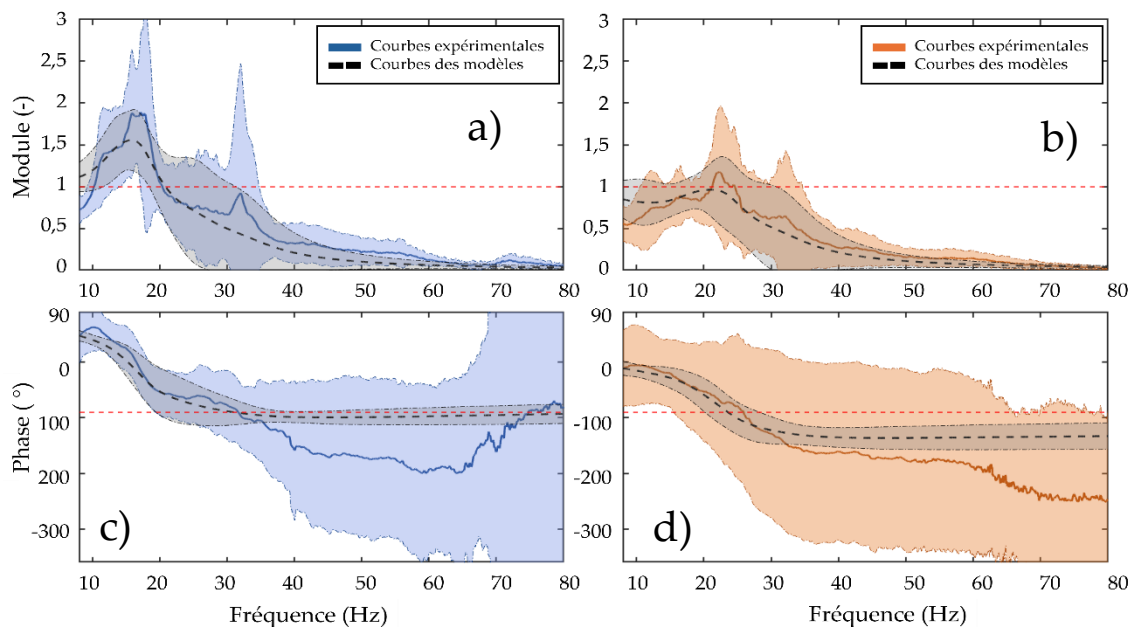 3
2,5
2
1,5
1
0,5
0
Module (-)
Courbes expérimentales
Courbes des modèles
a)
10 20 30 40 50 60 70 80
3
2,5
2
1,5
1
0,5
0
Courbes expérimentales
Courbes des modèles
b)
10 20 30 40 50 60 70 80
90
0
100
200
-300
Phase ( °)
c)
10 20 30 40 50 60 70 80
Fréquence (Hz)
90
0
-100
-200
-300
d)
10 20 30 40 50 60 70 80
Fréquence (Hz)